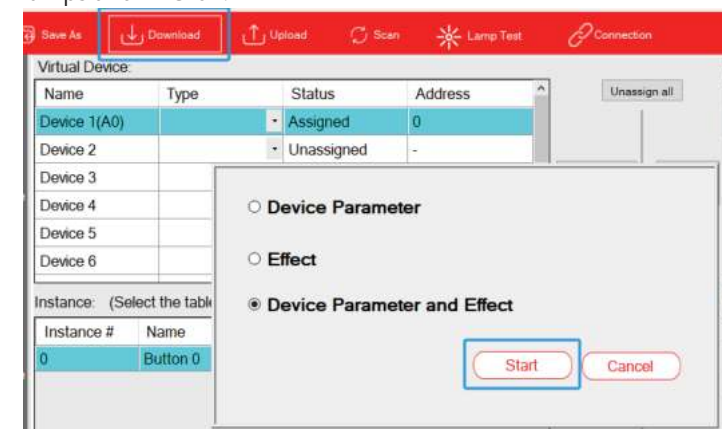 Save As Download Upload Scan Lamp Test Connection
Virtual Device:
Name Type Status Address
Unassign all
Device 1(A0) Assigned 0
Device 2 Unassigned -
Device 3
Device 4
Device 5
Device 6
Device Parameter
Effect
Device Parameter and Effect
Start Cancel
Instance: (Select the table
Instance # Name
0 Button 0